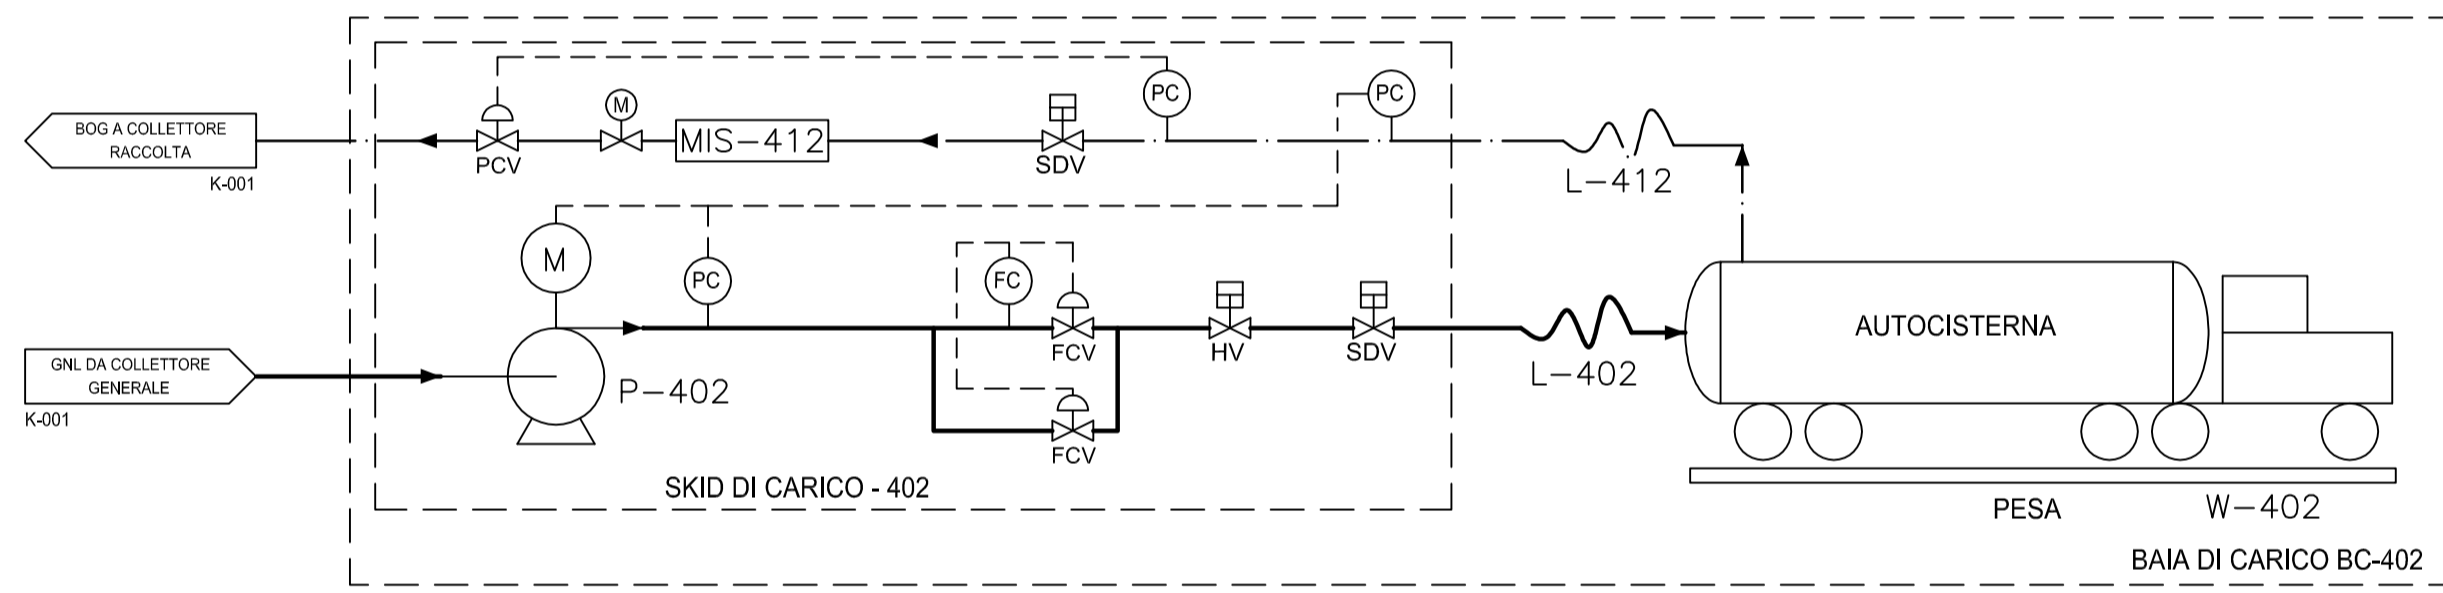 BOG A COLLETTORE
RACCOLTA
K-001
PCV
M
MIS-412
SDV
PC
PC
L-412
GNL DA COLLETTORE
GENERALE
K-001
M
P-402
PC
FC
FCV
FCV
HV
SDV
L-402
AUTOCISTERNA
SKID DI CARICO - 402
PESA
W-402
BAIA DI CARICO BC-402